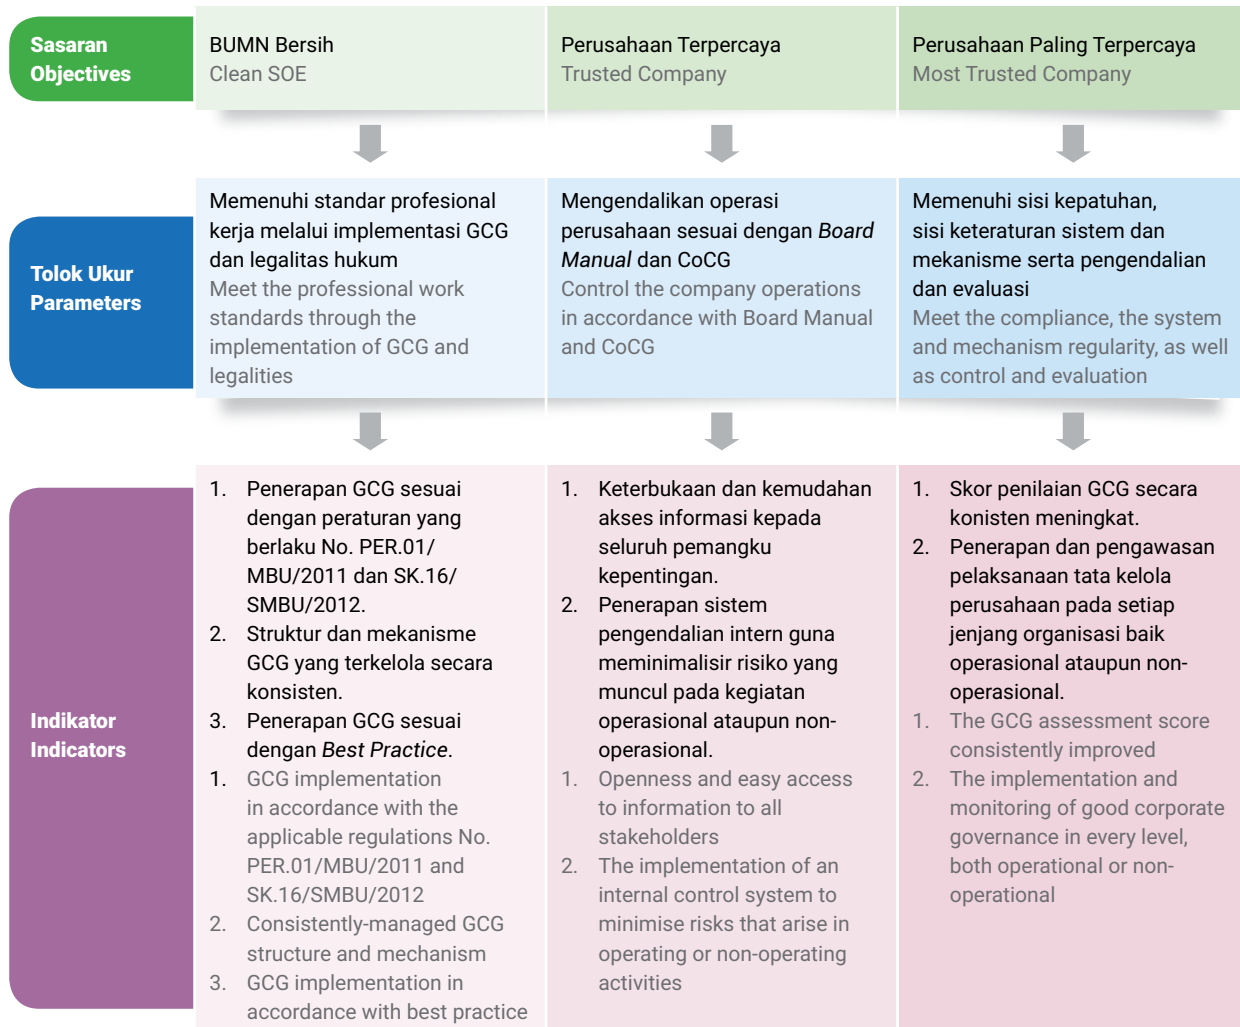 Sasaran
Objectives
BUMN Bersih
Clean SOE
Perusahaan Terpercaya
Trusted Company
Perusahaan Paling Terpercaya
Most Trusted Company
Tolok Ukur
Parameters
Memenuhi standar profesional
kerja melalui implementasi GCG
dan legalitas hukum
Meet the professional work
standards through the
implementation of GCG and
legalities
Mengendalikan operasi
perusahaan sesuai dengan Board
Manual dan CoCG
Control the company operations
in accordance with Board Manual
and CoCG
Memenuhi sisi kepatuhan,
sisi keteraturan sistem dan
mekanisme serta pengendalian
dan evaluasi
Meet the compliance, the system
and mechanism regularity, as well
as control and evaluation
Indikator
Indicators
1. Penerapan GCG sesuai
dengan peraturan yang
berlaku No. PER.01/
MBU/2011 dan SK.16/
SMBU/2012.
2. Struktur dan mekanisme
GCG yang terkelola secara
konsisten.
3. Penerapan GCG sesuai
dengan Best Practice.
1. GCG implementation
in accordance with the
applicable regulations No.
PER.01/MBU/2011 and
SK.16/SMBU/2012
2. Consistently-managed GCG
structure and mechanism
3. GCG implementation in
accordance with best practice
1. Keterbukaan dan kemudahan
akses informasi kepada
seluruh pemangku
kepentingan.
2. Penerapan sistem
pengendalian intern guna
meminimalisir risiko yang
muncul pada kegiatan
operasional ataupun non-
operasional.
1. Openness and easy access
to information to all
stakeholders
2. The implementation of an
internal control system to
minimise risks that arise in
operating or non-operating
activities
1. Skor penilaian GCG secara
konisten meningkat.
2. Penerapan dan pengawasan
pelaksanaan tata kelola
perusahaan pada setiap
jenjang organisasi baik
operasional ataupun non-
operasional.
1. The GCG assessment score
consistently improved
2. The implementation and
monitoring of good corporate
governance in every level,
both operational or non-
operational